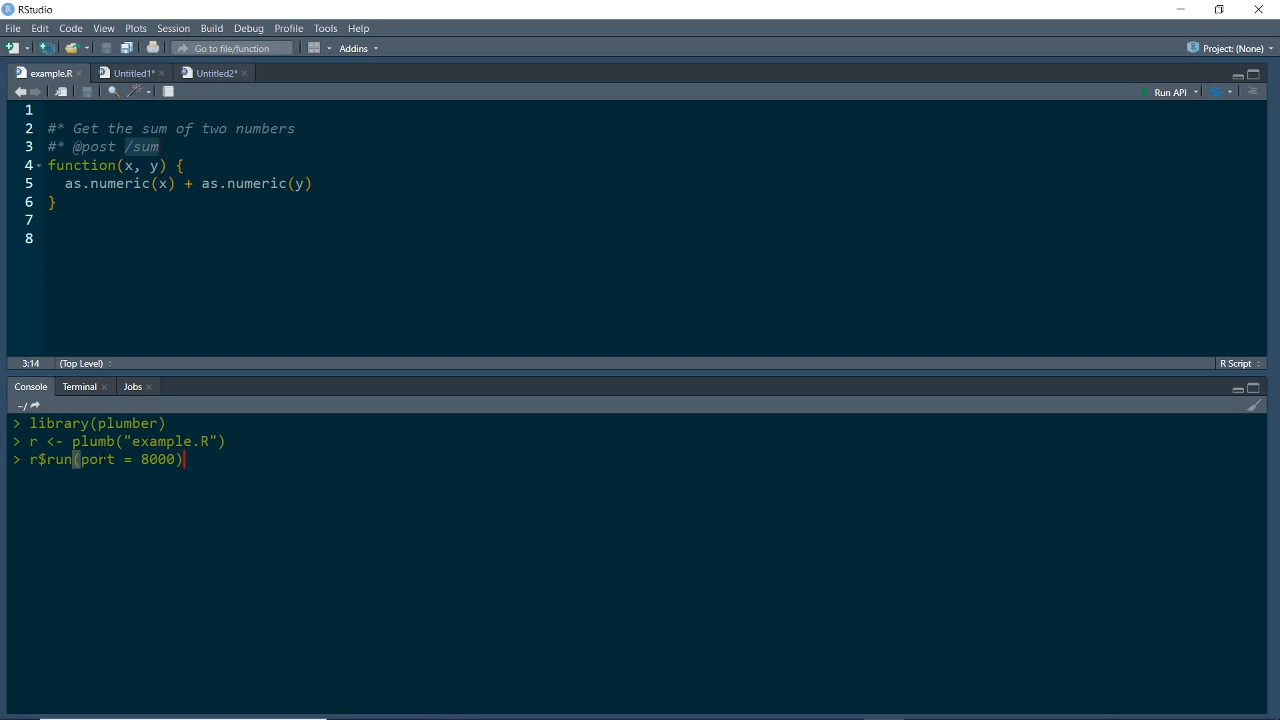 RStudio
File Edit Code View Plots Session Build Debug Profile Tools Help
Go to file/function Addins Project: (None)
example.R Untitled1* Untitled2*
Run API
1
2 #* Get the sum of two numbers
3 #* @post /sum
4 function(x, y) {
5 as.numeric(x) + as.numeric(y)
6 }
7
8
3:14 (Top Level) R Script
Console Terminal Jobs
~/
> library(plumber)
> r <- plumb("example.R")
> r$run(port = 8000)